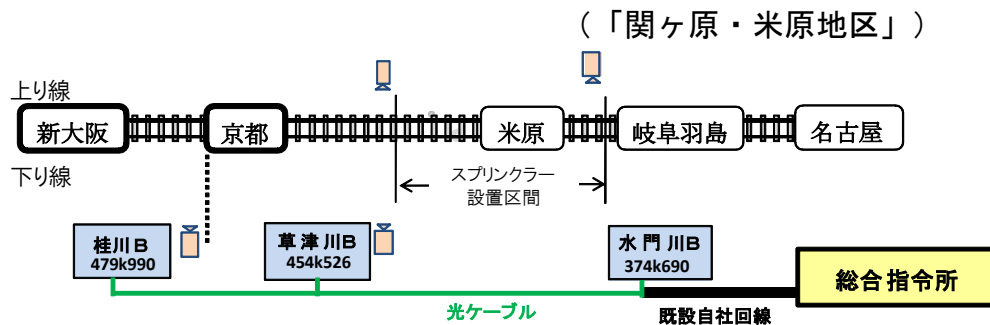 (「関ヶ原・米原地区」)
上り線
新大阪
京都
米原
岐阜羽島
名古屋
下り線
スプリンクラー
設置区間
桂川B
479k990
草津川B
454k526
水門川B
374k690
総合指令所
光ケーブル
既設自社回線